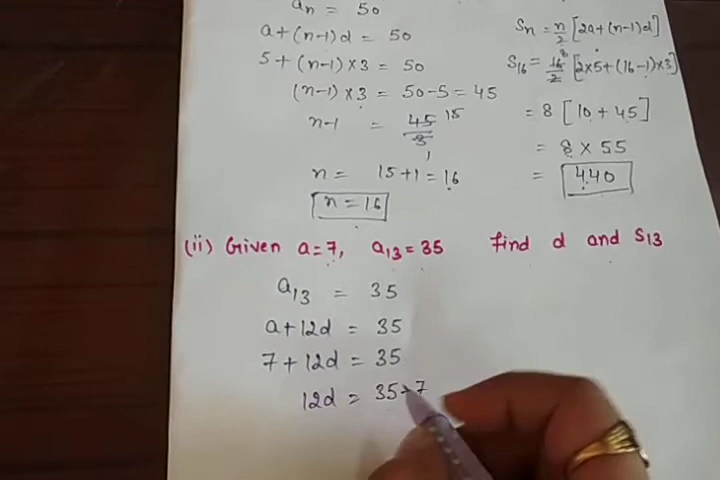 an = 50
a+(n-1)d = 50
5+(n-1)×3 = 50
(n-1)×3 = 50-5 = 45
n-1 = 45/3 15
1
n = 15+1 = 16
n = 16
Sn = n/2 [2a+(n-1)d]
S16 = 16/2 8 [2×5+(16-1)×3]
= 8 [10+45]
= 8 × 55
= 440
(ii) Given a=7, a13=35 find d and S13
a13 = 35
a+12d = 35
7+12d = 35
12d = 35-7